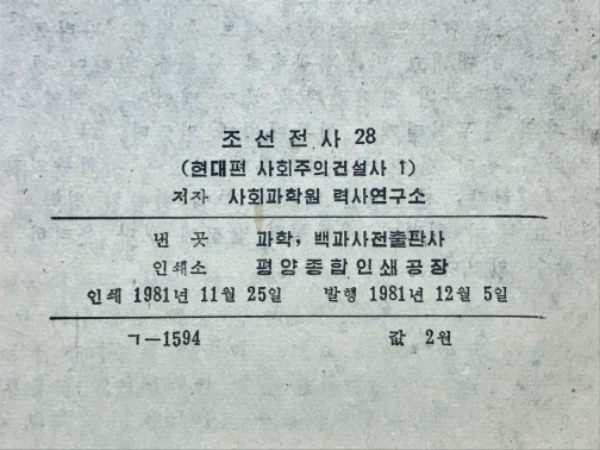 조선전사 28
(현대편 사회주의건설사 1)
저자 사회과학원 력사연구소
낸 곳 과학, 백과사전출판사
인쇄소 평양종합인쇄공장
인쇄 1981년 11월 25일 발행 1981년 12월 5일
ㄱ—1594 값 2원